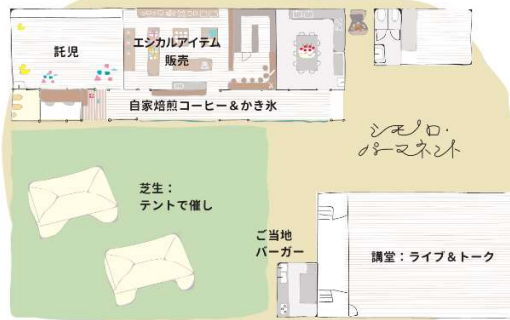 託児
エシカルアイテム
販売
自家焙煎コーヒー＆かき氷
シモノロ・
パーマネント
芝生：
テントで催し
ご当地
バーガー
講堂：ライブ＆トーク